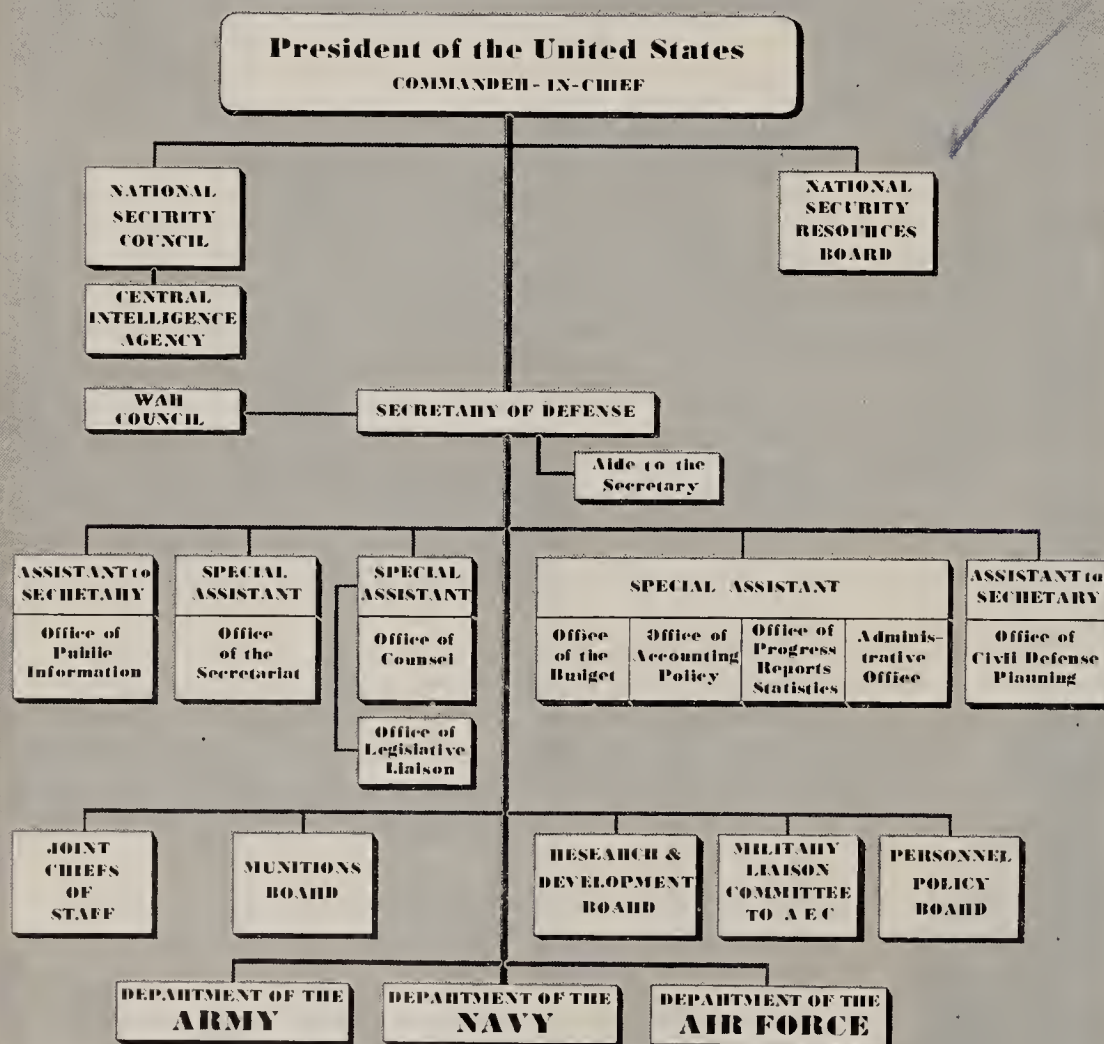 President of the United States
COMMANDER-IN-CHIEF
NATIONAL
SECURITY
COUNCIL
NATIONAL
SECURITY
RESOURCES
BOARD
CENTRAL
INTELLIGENCE
AGENCY
WAR
COUNCIL
SECRETARY OF DEFENSE
Aide to the
Secretary
ASSISTANT to
SECRETARY
Office of
Public
Information
SPECIAL
ASSISTANT
Office
of the
Secretariat
SPECIAL
ASSISTANT
Office of
Counsel
Office of
Legislative
Liaison
SPECIAL ASSISTANT
Office
of the
Budget
Office of
Accounting
Policy
Office of
Progress
Reports
Statistics
Adminis-
trative
Office
ASSISTANT to
SECRETARY
Office of
Civil Defense
Planning
JOINT
CHIEFS
OF
STAFF
MUNITIONS
BOARD
RESEARCH &
DEVELOPMENT
BOARD
MILITARY
LIAISON
COMMITTEE
TO A E C
PERSONNEL
POLICY
BOARD
DEPARTMENT OF THE
ARMY
DEPARTMENT OF THE
NAVY
DEPARTMENT OF THE
AIR FORCE